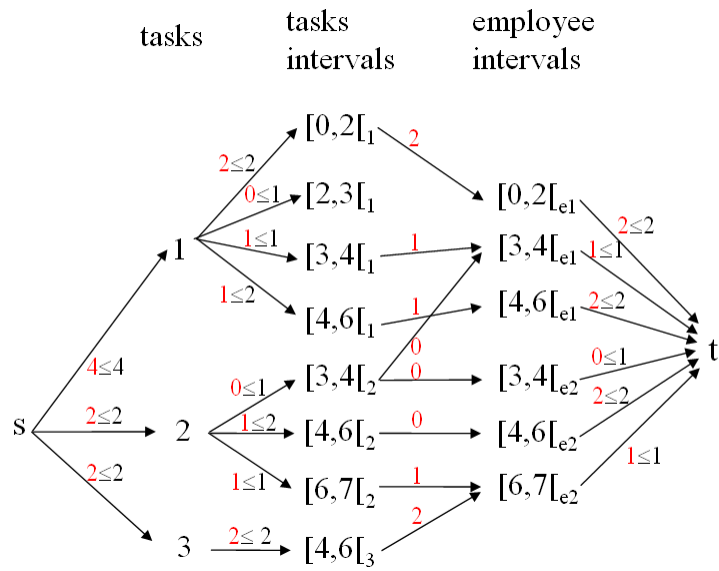 tasks
tasks
intervals
employee
intervals
[0,2[1
2
2≤2
[2,3[1
0≤1
[0,2[e1
2≤2
1
1≤1
[3,4[1
1
[3,4[e1
1≤1
1≤2
[4,6[1
1
[4,6[e1
2≤2
t
4≤4
0
0
[3,4[2
0≤1
[3,4[e2
0≤1
s
2≤2
2
1≤2
[4,6[2
0
[4,6[e2
2≤2
2≤2
1≤1
[6,7[2
1
[6,7[e2
1≤1
3
2≤ 2
[4,6[3
2